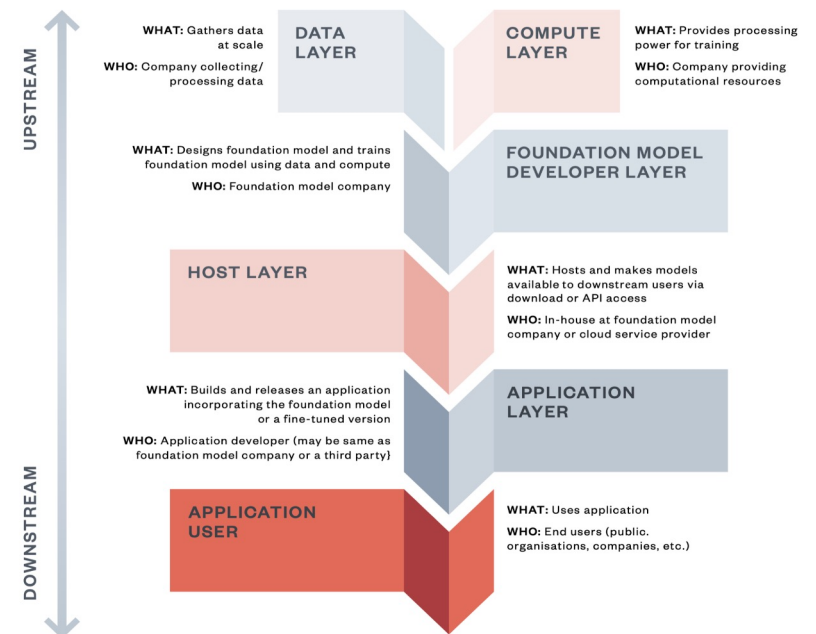 UPSTREAM
WHAT: Gathers data
at scale
WHO: Company collecting/
processing data
DATA
LAYER
COMPUTE
LAYER
WHAT: Provides processing
power for training
WHO: Company providing
computational resources
WHAT: Designs foundation model and trains
foundation model using data and compute
WHO: Foundation model company
FOUNDATION MODEL
DEVELOPER LAYER
HOST LAYER
WHAT: Hosts and makes models
available to downstream users via
download or API access
WHO: In-house at foundation model
company or cloud service provider
WHAT: Builds and releases an application
incorporating the foundation model
or a fine-tuned version
WHO: Application developer (may be same as
foundation model company or a third party}
APPLICATION
LAYER
DOWNSTREAM
APPLICATION
USER
WHAT: Uses application
WHO: End users (public.
organisations, companies, etc.)